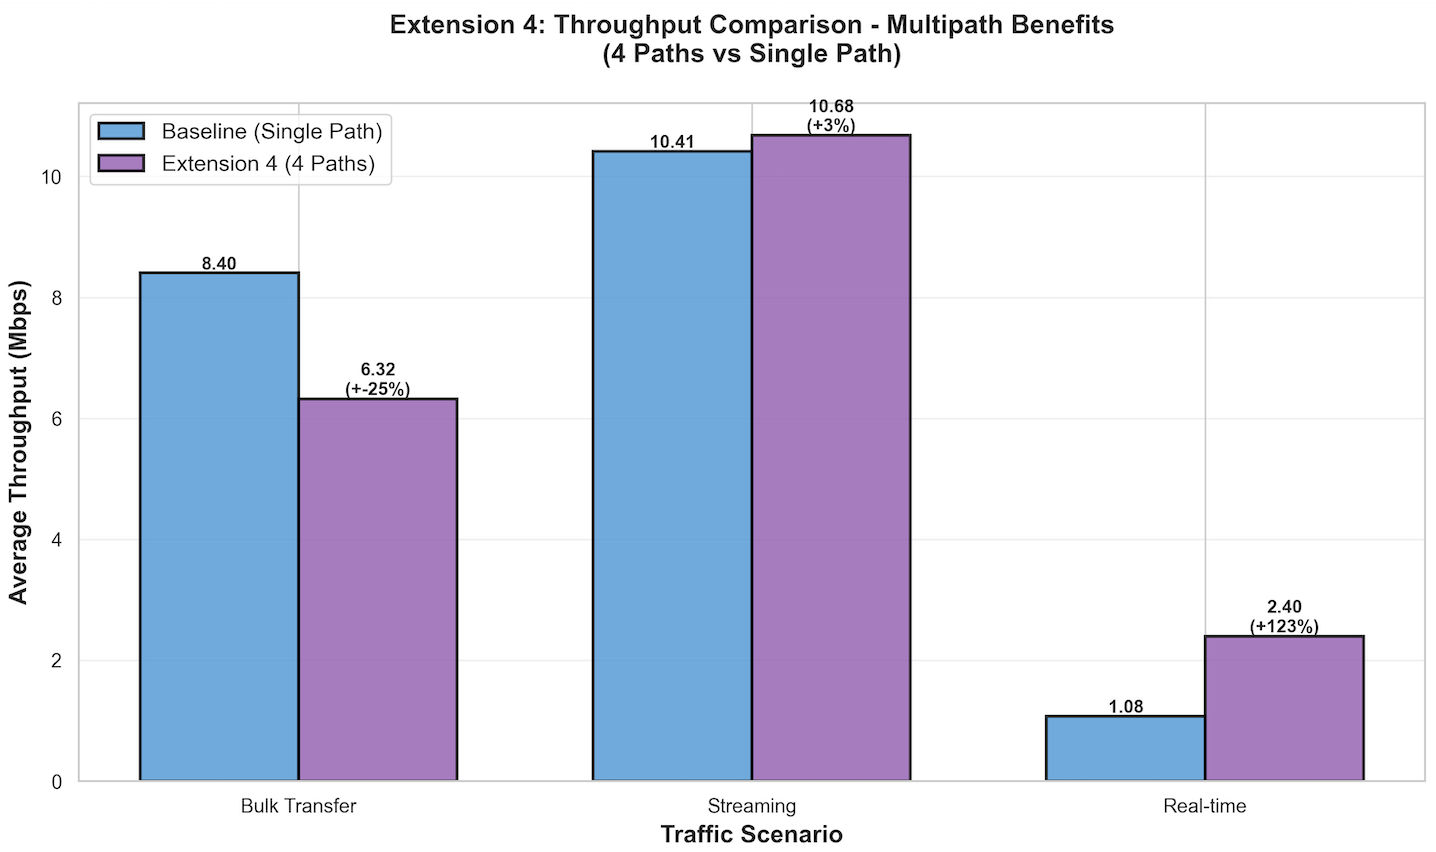 Extension 4: Throughput Comparison - Multipath Benefits
(4 Paths vs Single Path)
Baseline (Single Path)
Extension 4 (4 Paths)
Average Throughput (Mbps)
10
8
6
4
2
0
8.40
6.32
(+-25%)
10.41
10.68
(+3%)
1.08
2.40
(+123%)
Bulk Transfer
Streaming
Real-time
Traffic Scenario